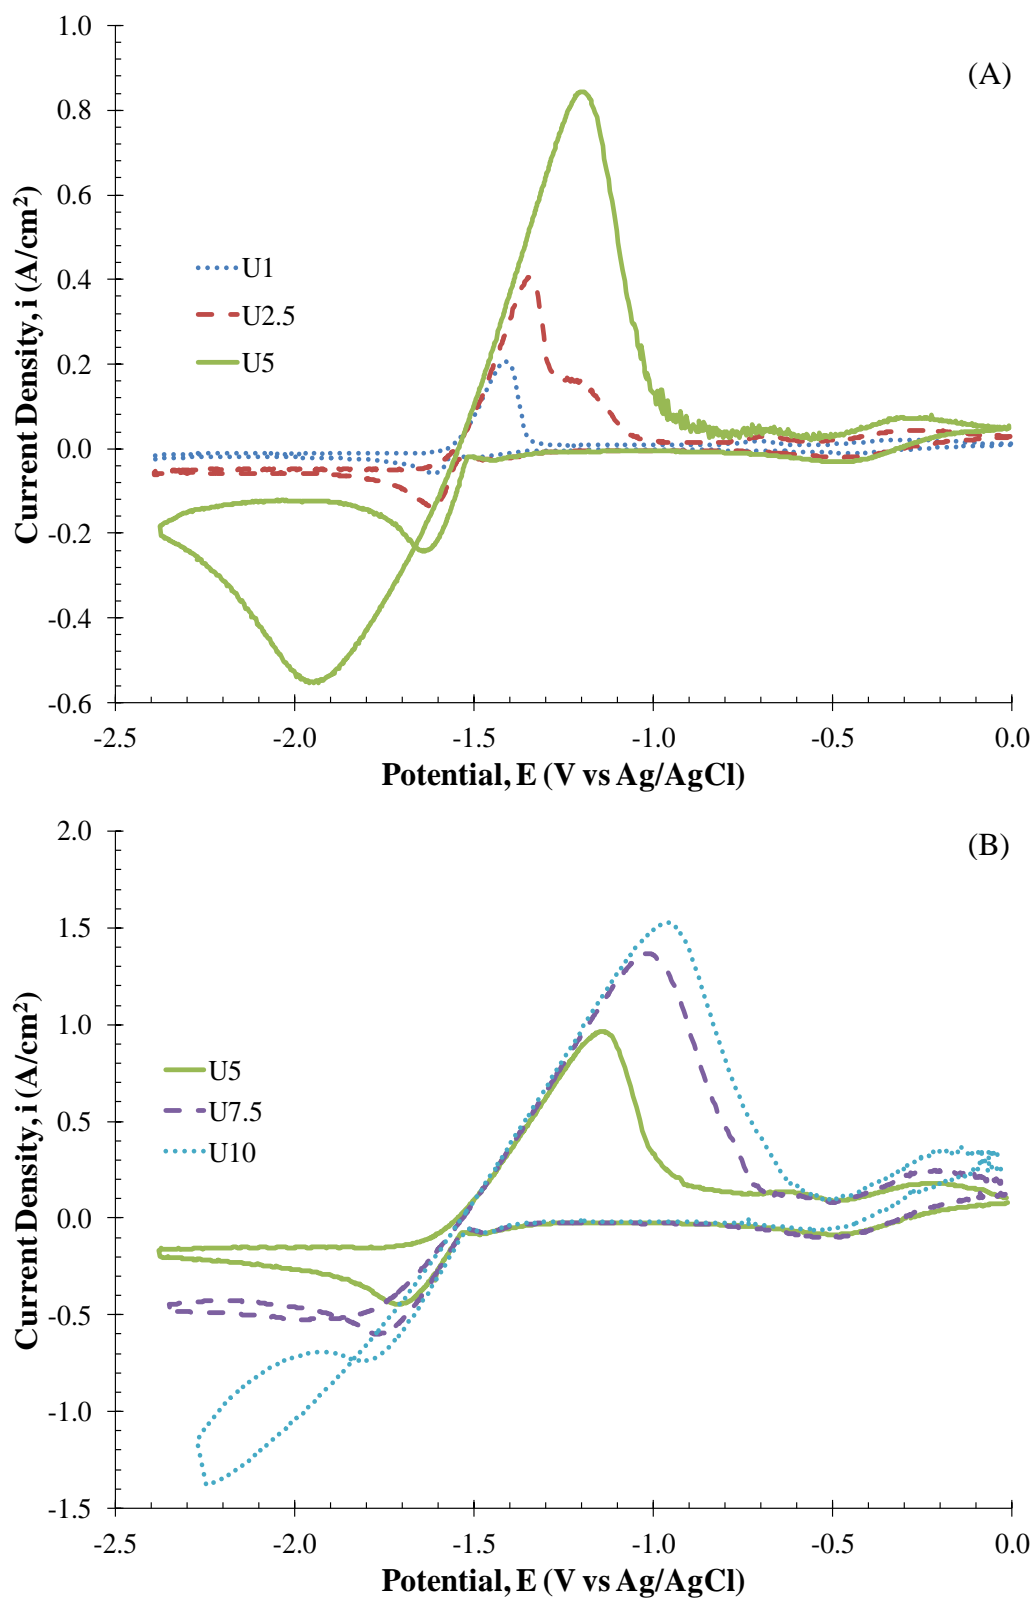 (A)
1.0
0.8
0.6
0.4
0.2
0.0
-0.2
-0.4
-0.6
Current Density, i (A/cm²)
U1
U2.5
U5
-2.5 -2.0 -1.5 -1.0 -0.5 0.0
Potential, E (V vs Ag/AgCl)
(B)
2.0
1.5
1.0
0.5
0.0
-0.5
-1.0
-1.5
Current Density, i (A/cm²)
U5
U7.5
U10
-2.5 -2.0 -1.5 -1.0 -0.5 0.0
Potential, E (V vs Ag/AgCl)